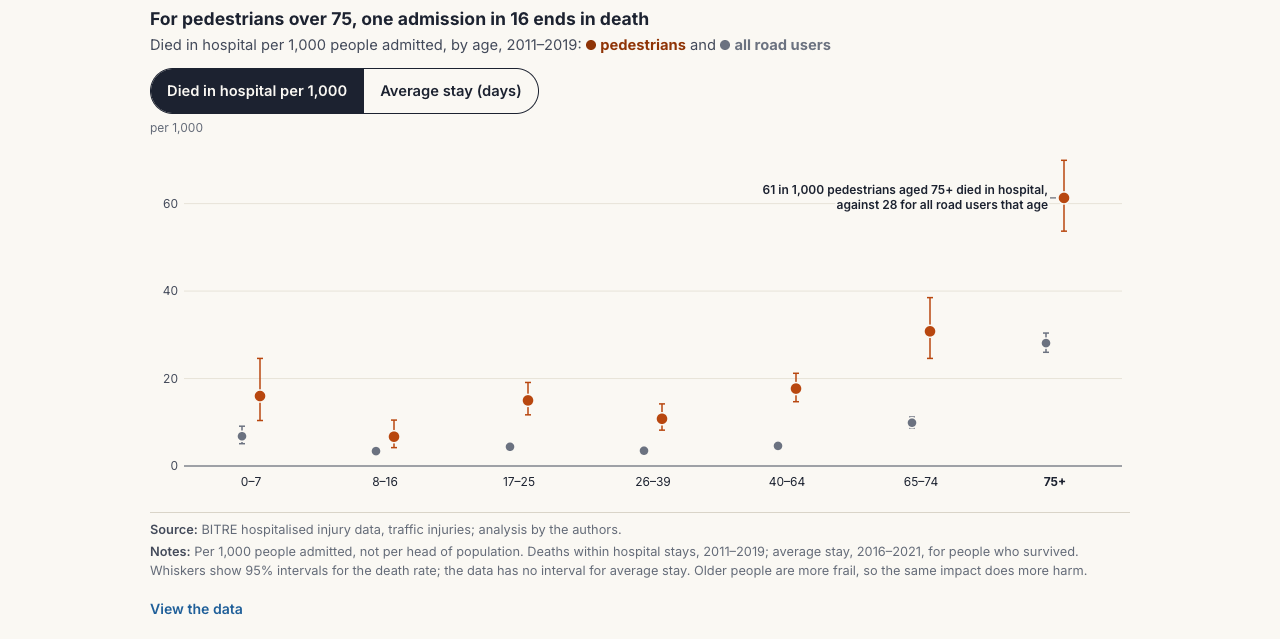 For pedestrians over 75, one admission in 16 ends in death
Died in hospital per 1,000 people admitted, by age, 2011–2019: pedestrians and all road users
Died in hospital per 1,000
Average stay (days)
per 1,000
61 in 1,000 pedestrians aged 75+ died in hospital,
against 28 for all road users that age
60
40
20
0
0–7 8–16 17–25 26–39 40–64 65–74 75+
Source: BITRE hospitalised injury data, traffic injuries; analysis by the authors.
Notes: Per 1,000 people admitted, not per head of population. Deaths within hospital stays, 2011–2019; average stay, 2016–2021, for people who survived.
Whiskers show 95% intervals for the death rate; the data has no interval for average stay. Older people are more frail, so the same impact does more harm.
View the data